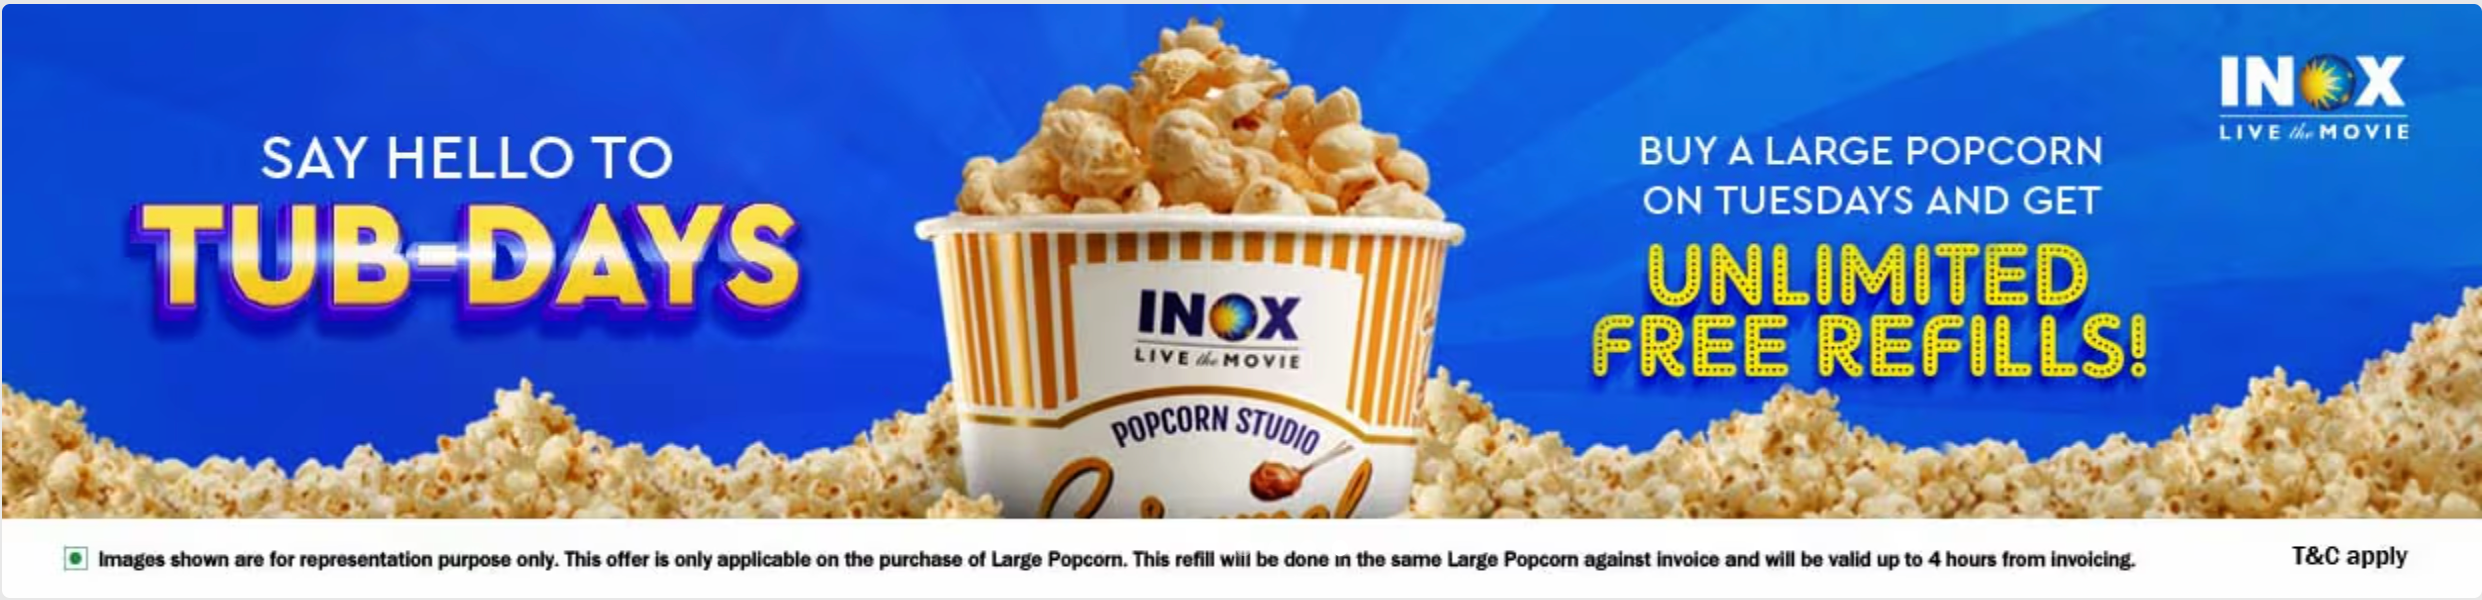 SAY HELLO TO
TUB-DAYS
INOX
LIVE the MOVIE
POPCORN STUDIO
Caramel
INOX
LIVE the MOVIE
BUY A LARGE POPCORN
ON TUESDAYS AND GET
UNLIMITED
FREE REFILLS!
Images shown are for representation purpose only. This offer is only applicable on the purchase of Large Popcorn. This refill will be done in the same Large Popcorn against invoice and will be valid up to 4 hours from invoicing.
T&C apply